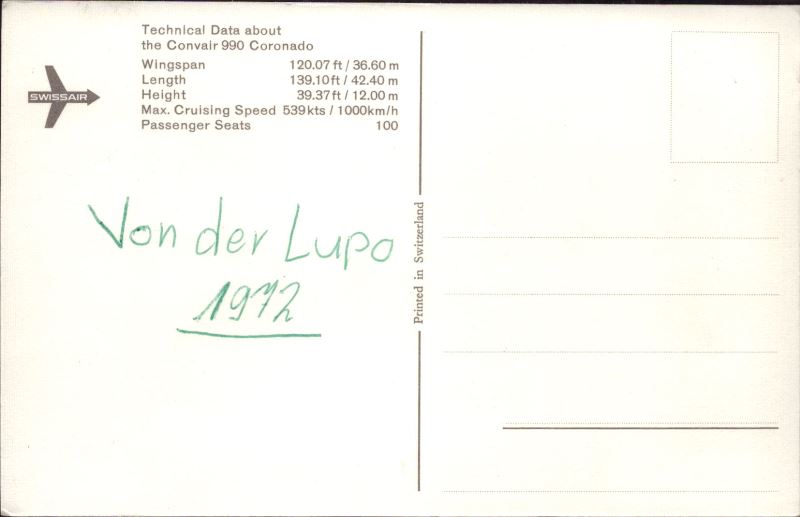 Technical Data about
the Convair 990 Coronado
Wingspan 120.07 ft / 36.60 m
Length 139.10 ft / 42.40 m
Height 39.37 ft / 12.00 m
Max. Cruising Speed 539 kts / 1000 km/h
Passenger Seats 100
SWISSAIR
Von der Lupo
1972
Printed in Switzerland